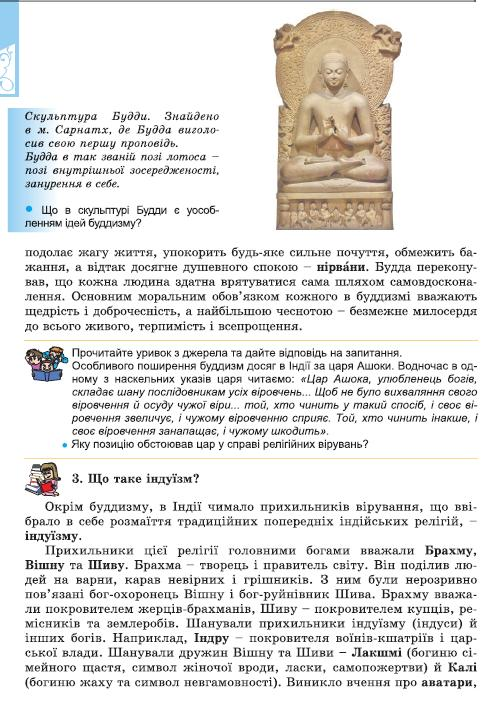 Скульптура Будди. Знайдено
в м. Сарнатх, де Будда виголо-
сив свою першу проповідь.
Будда в так званій позі лотоса –
позі внутрішньої зосередженості,
занурення в себе.
• Що в скульптурі Будди є уособ-
ленням ідей буддизму?
подолає жагу життя, упокорить будь-яке сильне почуття, обмежить ба-
жання, а відтак досягне душевного спокою – нірва́ни. Будда перекону-
вав, що кожна людина здатна врятуватися сама шляхом самовдоскона-
лення. Основним моральним обов’язком кожного в буддизмі вважають
щедрість і доброчесність, а найбільшою чеснотою – безмежне милосердя
до всього живого, терпимість і всепрощення.
Прочитайте уривок з джерела та дайте відповідь на запитання.
Особливого поширення буддизм досяг в Індії за царя Ашоки. Водночас в од-
ному з наскельних указів царя читаємо: «Цар Ашока, улюбленець богів,
складає шану послідовникам усіх віровчень... Щоб не було вихваляння свого
віровчення й осуду чужої віри... той, хто чинить у такий спосіб, і своє ві-
ровчення звеличує, і чужому віровченню сприяє. Той, хто чинить інакше, і
своє віровчення занапащає, і чужому шкодить».
• Яку позицію обстоював цар у справі релігійних вірувань?
3. Що таке індуїзм?
Окрім буддизму, в Індії чимало прихильників вірування, що вві-
брало в себе розмаїття традиційних попередніх індійських релігій, –
індуїзму.
Прихильники цієї релігії головними богами вважали Брахму,
Вішну та Шиву. Брахма – творець і правитель світу. Він поділив лю-
дей на варни, карав невірних і грішників. З ним були нерозривно
пов’язані бог-охоронець Вішну і бог-руйнівник Шива. Брахму вважа-
ли покровителем жерців-брахманів, Шиву – покровителем купців, ре-
місників та землеробів. Шанували прихильники індуїзму (індуси) й
інших богів. Наприклад, Індру – покровителя воїнів-кшатріїв і цар-
ської влади. Шанували дружин Вішну та Шиви – Лакшмі (богиню сі-
мейного щастя, символ жіночої вроди, ласки, самопожертви) й Калі
(богиню жаху та символ невгамовності). Виникло вчення про аватари,